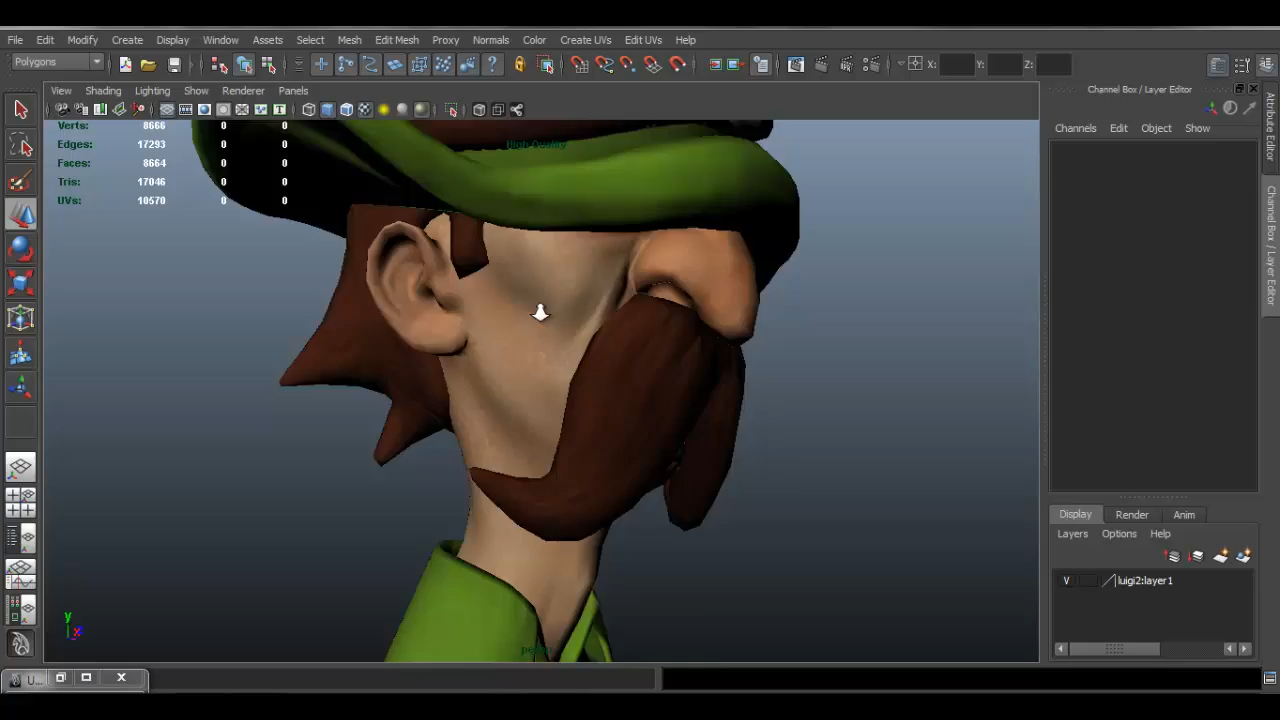 File Edit Modify Create Display Window Assets Select Mesh Edit Mesh Proxy Normals Color Create UVs Edit UVs Help
Polygons X: Y: Z:
View Shading Lighting Show Renderer Panels
Channel Box / Layer Editor
Channels Edit Object Show
Attribute Editor
Channel Box / Layer Editor
Verts: 8666 0 0
Edges: 17293 0 0
Faces: 8664 0 0
Tris: 17046 0 0
UVs: 10570 0 0
High Quality
Display Render Anim
Layers Options Help
V luigi2:layer1
y
U...